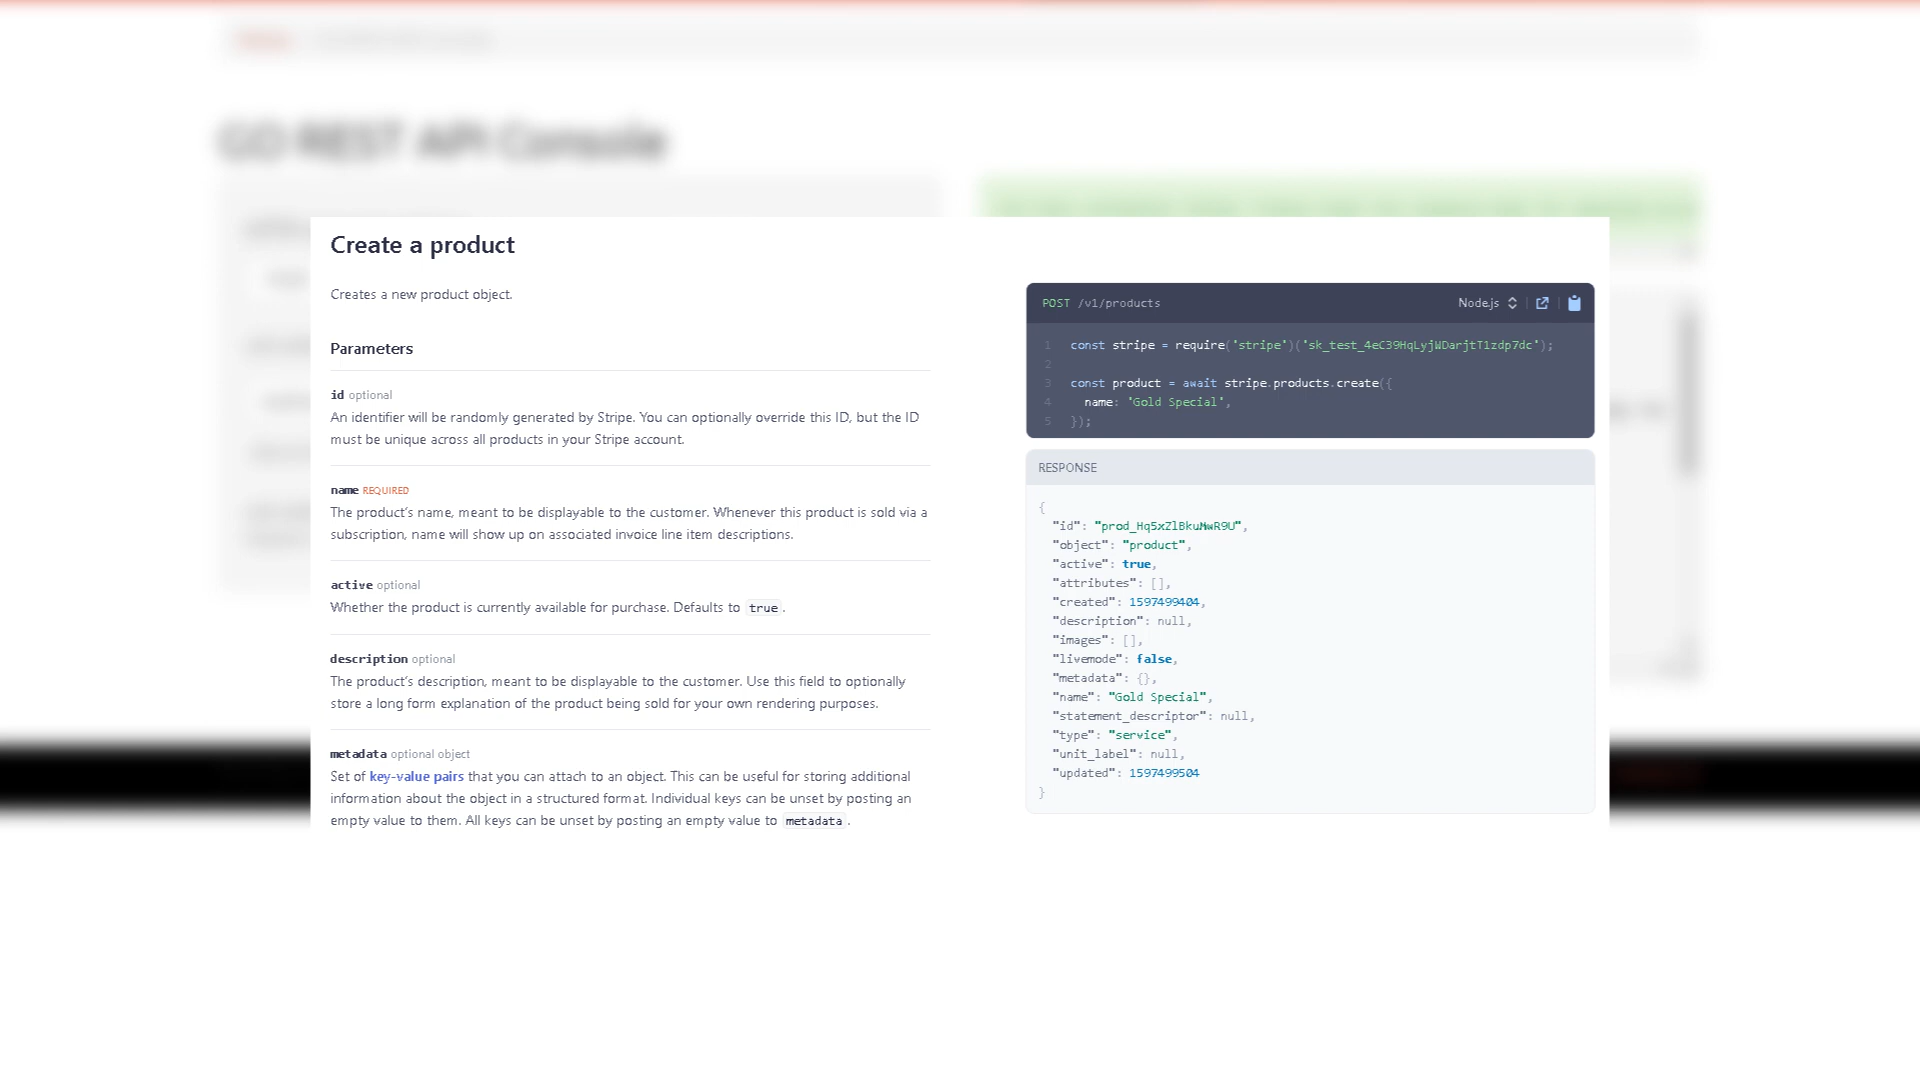 GO REST API Console
Create a product
Creates a new product object.
Parameters
id optional
An identifier will be randomly generated by Stripe. You can optionally override this ID, but the ID
must be unique across all products in your Stripe account.
name REQUIRED
The product's name, meant to be displayable to the customer. Whenever this product is sold via a
subscription, name will show up on associated invoice line item descriptions.
active optional
Whether the product is currently available for purchase. Defaults to true.
description optional
The product's description, meant to be displayable to the customer. Use this field to optionally
store a long form explanation of the product being sold for your own rendering purposes.
metadata optional object
Set of key-value pairs that you can attach to an object. This can be useful for storing additional
information about the object in a structured format. Individual keys can be unset by posting an
empty value to them. All keys can be unset by posting an empty value to metadata.
POST /v1/products Node.js
1 const stripe = require('stripe')('sk_test_4eC39HqLyjWDarjtT1zdp7dc');
2
3 const product = await stripe.products.create({
4 name: 'Gold Special',
5 });
RESPONSE
{
"id": "prod_Hq5xZlBkuMwR9U",
"object": "product",
"active": true,
"attributes": [],
"created": 1597499404,
"description": null,
"images": [],
"livemode": false,
"metadata": {},
"name": "Gold Special",
"statement_descriptor": null,
"type": "service",
"unit_label": null,
"updated": 1597499504
}